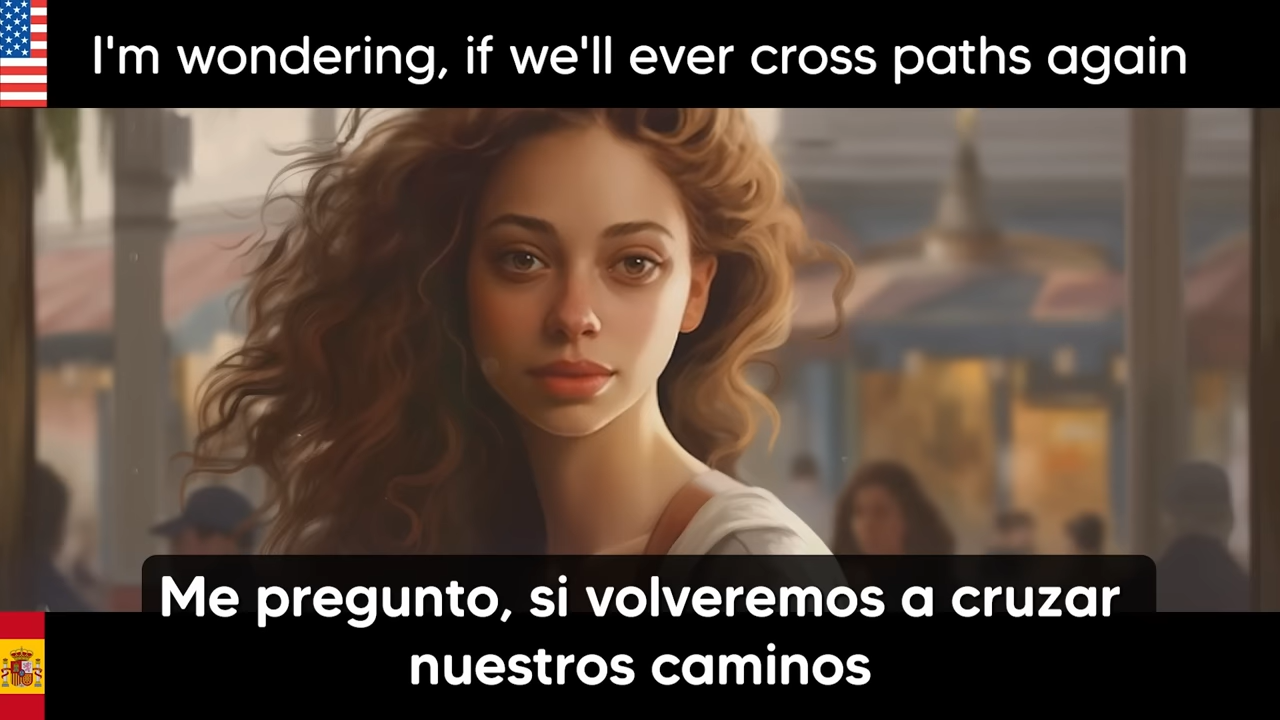 I'm wondering, if we'll ever cross paths again
Me pregunto, si volveremos a cruzar
nuestros caminos